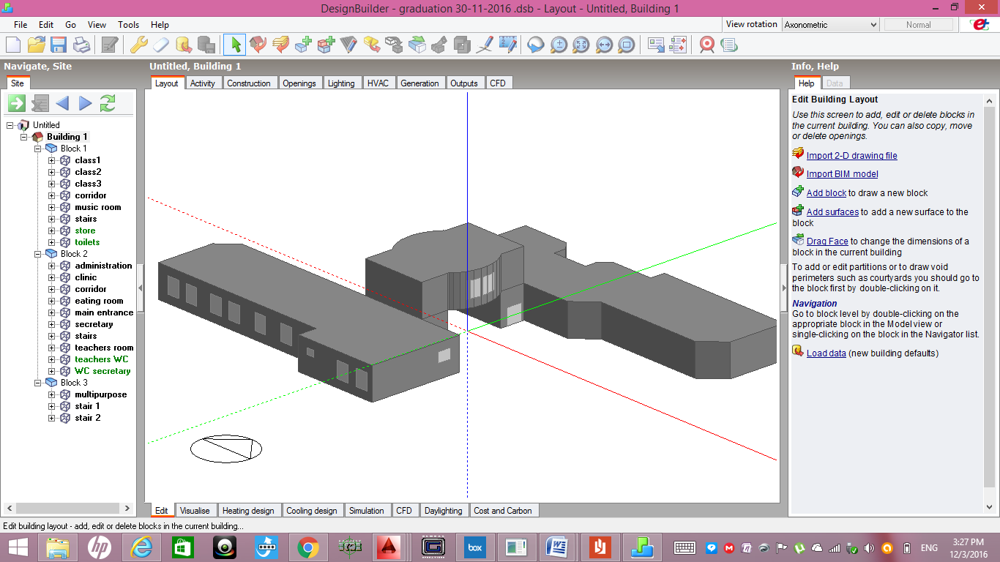 DesignBuilder - graduation 30-11-2016 .dsb - Layout - Untitled, Building 1
File Edit Go View Tools Help
View rotation Axonometric Normal
Navigate, Site
Untitled, Building 1
Info, Help
Site
Layout Activity Construction Openings Lighting HVAC Generation Outputs CFD
Help Data
Untitled
Building 1
Block 1
class1
class2
class3
corridor
music room
stairs
store
toilets
Block 2
administration
clinic
corridor
eating room
main entrance
secretary
stairs
teachers room
teachers WC
WC secretary
Block 3
multipurpose
stair 1
stair 2
Edit Building Layout
Use this screen to add, edit or delete blocks in
the current building. You can also copy, move
or delete openings.
Import 2-D drawing file
Import BIM model
Add block to draw a new block
Add surfaces to add a new surface to the
block
Drag Face to change the dimensions of a
block in the current building
To add or edit partitions or to draw void
perimeters such as courtyards you should go to
the block first by double-clicking on it.
Navigation
Go to block level by double-clicking on the
appropriate block in the Model view or
single-clicking on the block in the Navigator list.
Load data (new building defaults)
Edit Visualise Heating design Cooling design Simulation CFD Daylighting Cost and Carbon
Edit building layout - add, edit or delete blocks in the current building...
hp
box
ENG
3:27 PM
12/3/2016